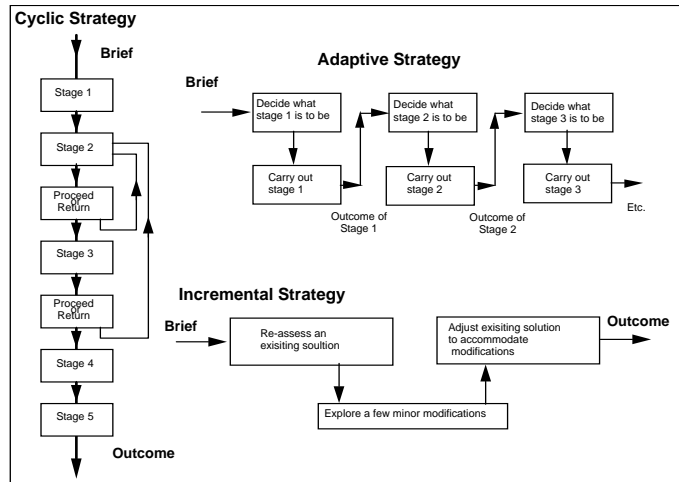 Cyclic Strategy
Brief
Stage 1
Stage 2
Proceed
or
Return
Stage 3
Proceed
or
Return
Stage 4
Stage 5
Outcome
Adaptive Strategy
Brief
Decide what
stage 1 is to be
Carry out
stage 1
Outcome of
Stage 1
Decide what
stage 2 is to be
Carry out
stage 2
Outcome of
Stage 2
Decide what
stage 3 is to be
Carry out
stage 3
Etc.
Incremental Strategy
Brief
Re-assess an
exisiting soultion
Explore a few minor modifications
Adjust exisiting solution
to accommodate
modifications
Outcome